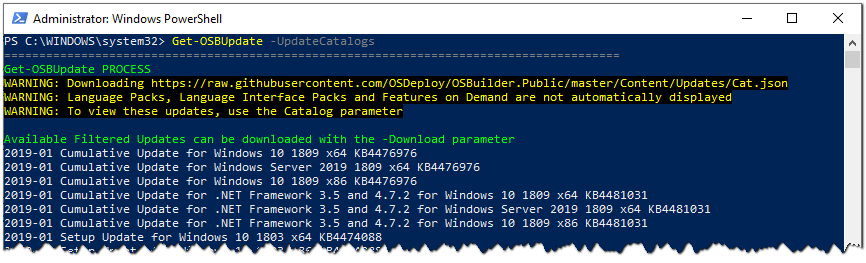 Administrator: Windows PowerShell
PS C:\WINDOWS\system32> Get-OSBUpdate -UpdateCatalogs
===========================================================================================
Get-OSBUpdate PROCESS
WARNING: Downloading https://raw.githubusercontent.com/OSDeploy/OSBuilder.Public/master/Content/Updates/Cat.json
WARNING: Language Packs, Language Interface Packs and Features on Demand are not automatically displayed
WARNING: To view these updates, use the Catalog parameter
Available Filtered Updates can be downloaded with the -Download parameter
2019-01 Cumulative Update for Windows 10 1809 x64 KB4476976
2019-01 Cumulative Update for Windows Server 2019 1809 x64 KB4476976
2019-01 Cumulative Update for Windows 10 1809 x86 KB4476976
2019-01 Cumulative Update for .NET Framework 3.5 and 4.7.2 for Windows 10 1809 x64 KB4481031
2019-01 Cumulative Update for .NET Framework 3.5 and 4.7.2 for Windows Server 2019 1809 x64 KB4481031
2019-01 Cumulative Update for .NET Framework 3.5 and 4.7.2 for Windows 10 1809 x86 KB4481031
2019-01 Setup Update for Windows 10 1803 x64 KB4474088